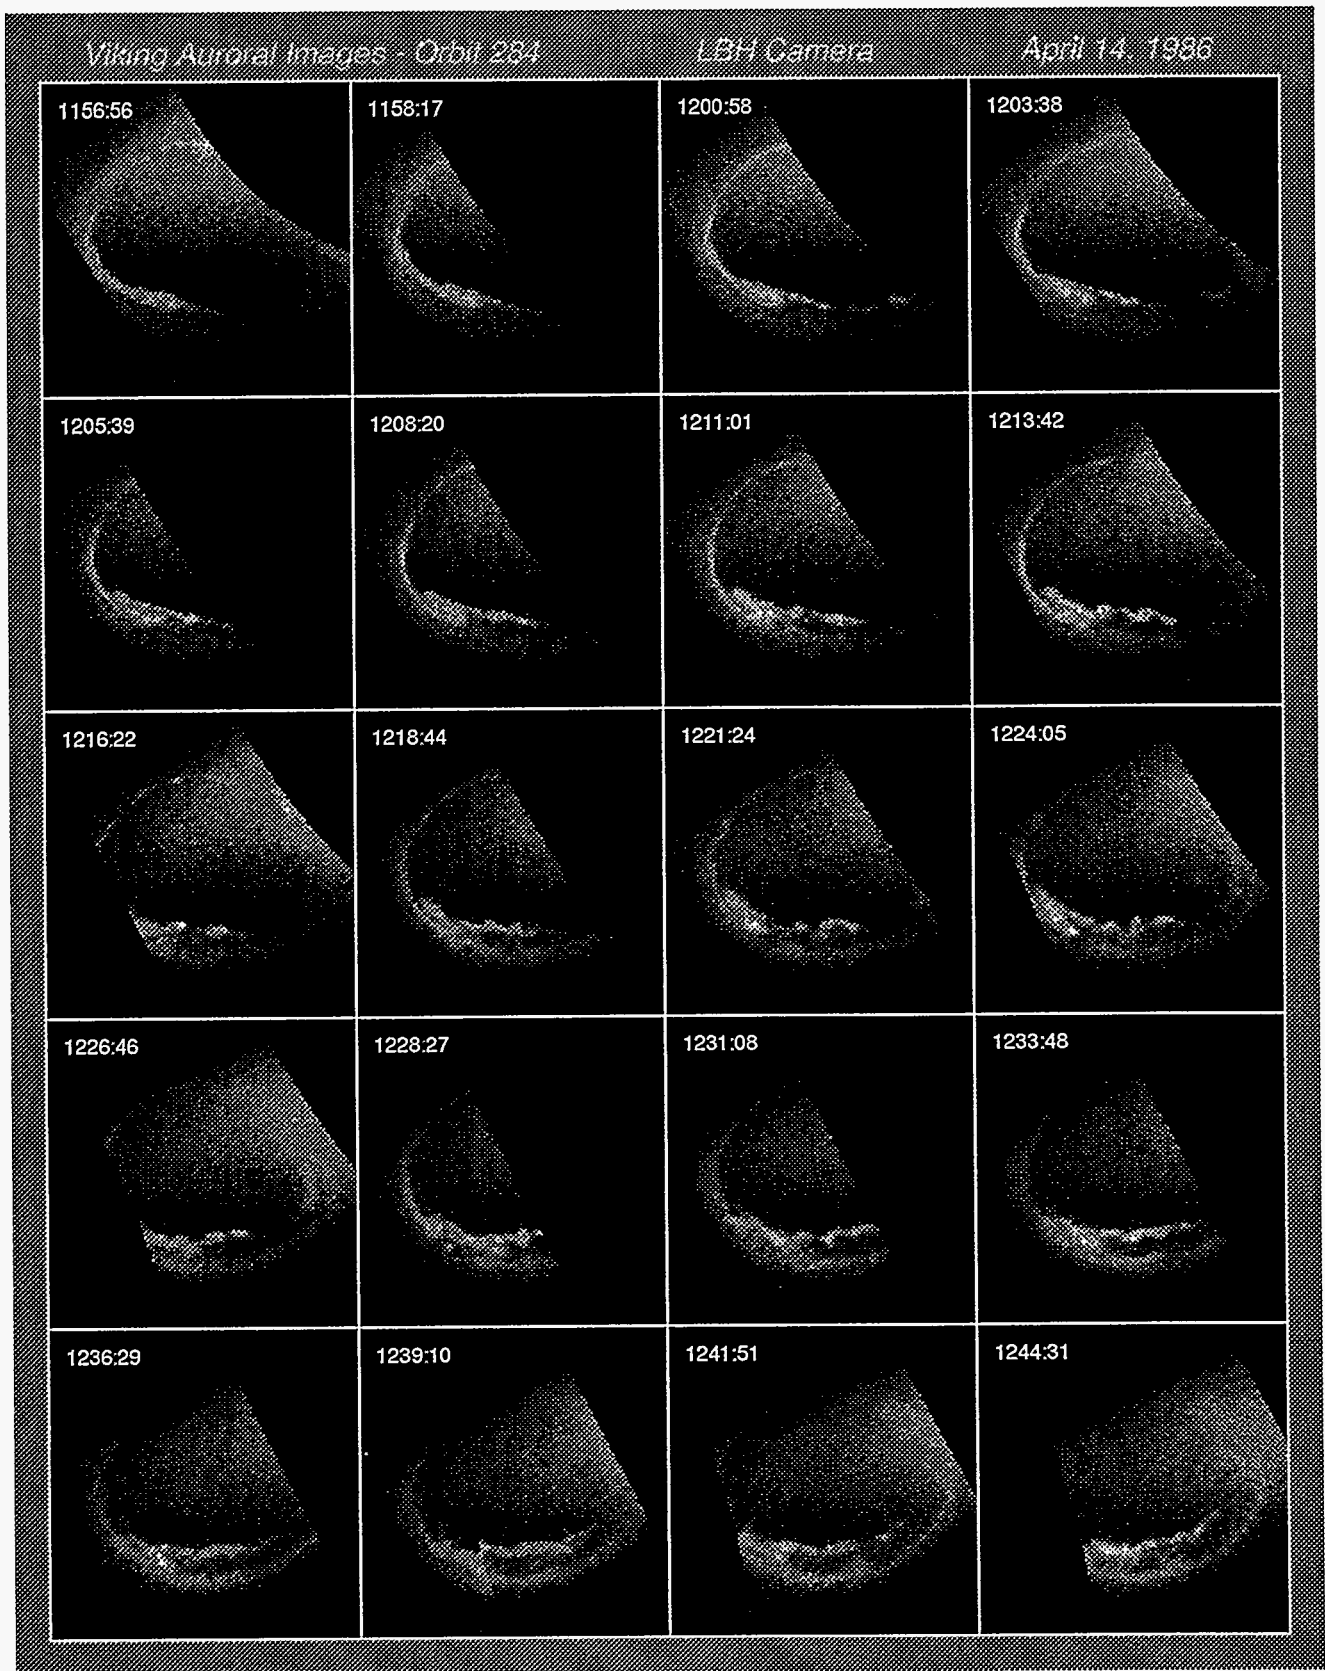 Viking Auroral Images - Orbit 284 LBH Camera April 14, 1986
1156:56 1158:17 1200:58 1203:38
1205:39 1208:20 1211:01 1213:42
1216:22 1218:44 1221:24 1224:05
1226:46 1228:27 1231:08 1233:48
1236:29 1239:10 1241:51 1244:31